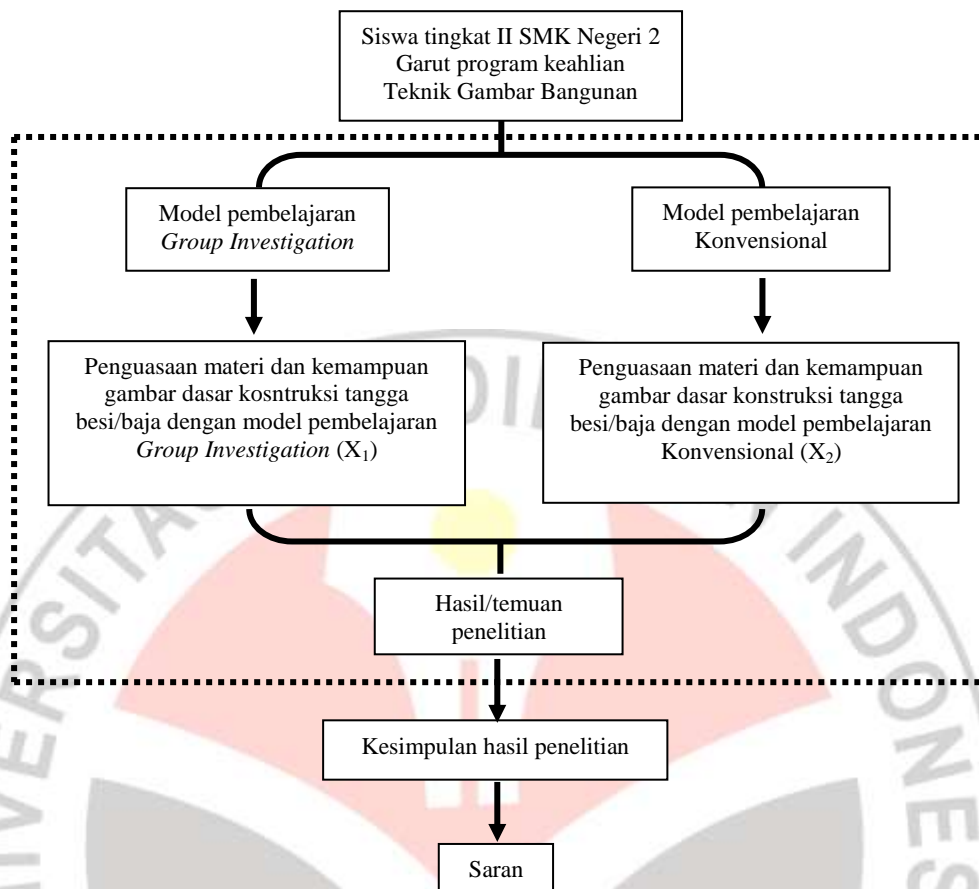 Siswa tingkat II SMK Negeri 2
Garut program keahlian
Teknik Gambar Bangunan
Model pembelajaran
Group Investigation
Model pembelajaran
Konvensional
Penguasaan materi dan kemampuan
gambar dasar kosntruksi tangga
besi/baja dengan model pembelajaran
Group Investigation (X₁)
Penguasaan materi dan kemampuan
gambar dasar konstruksi tangga
besi/baja dengan model pembelajaran
Konvensional (X₂)
Hasil/temuan
penelitian
Kesimpulan hasil penelitian
Saran